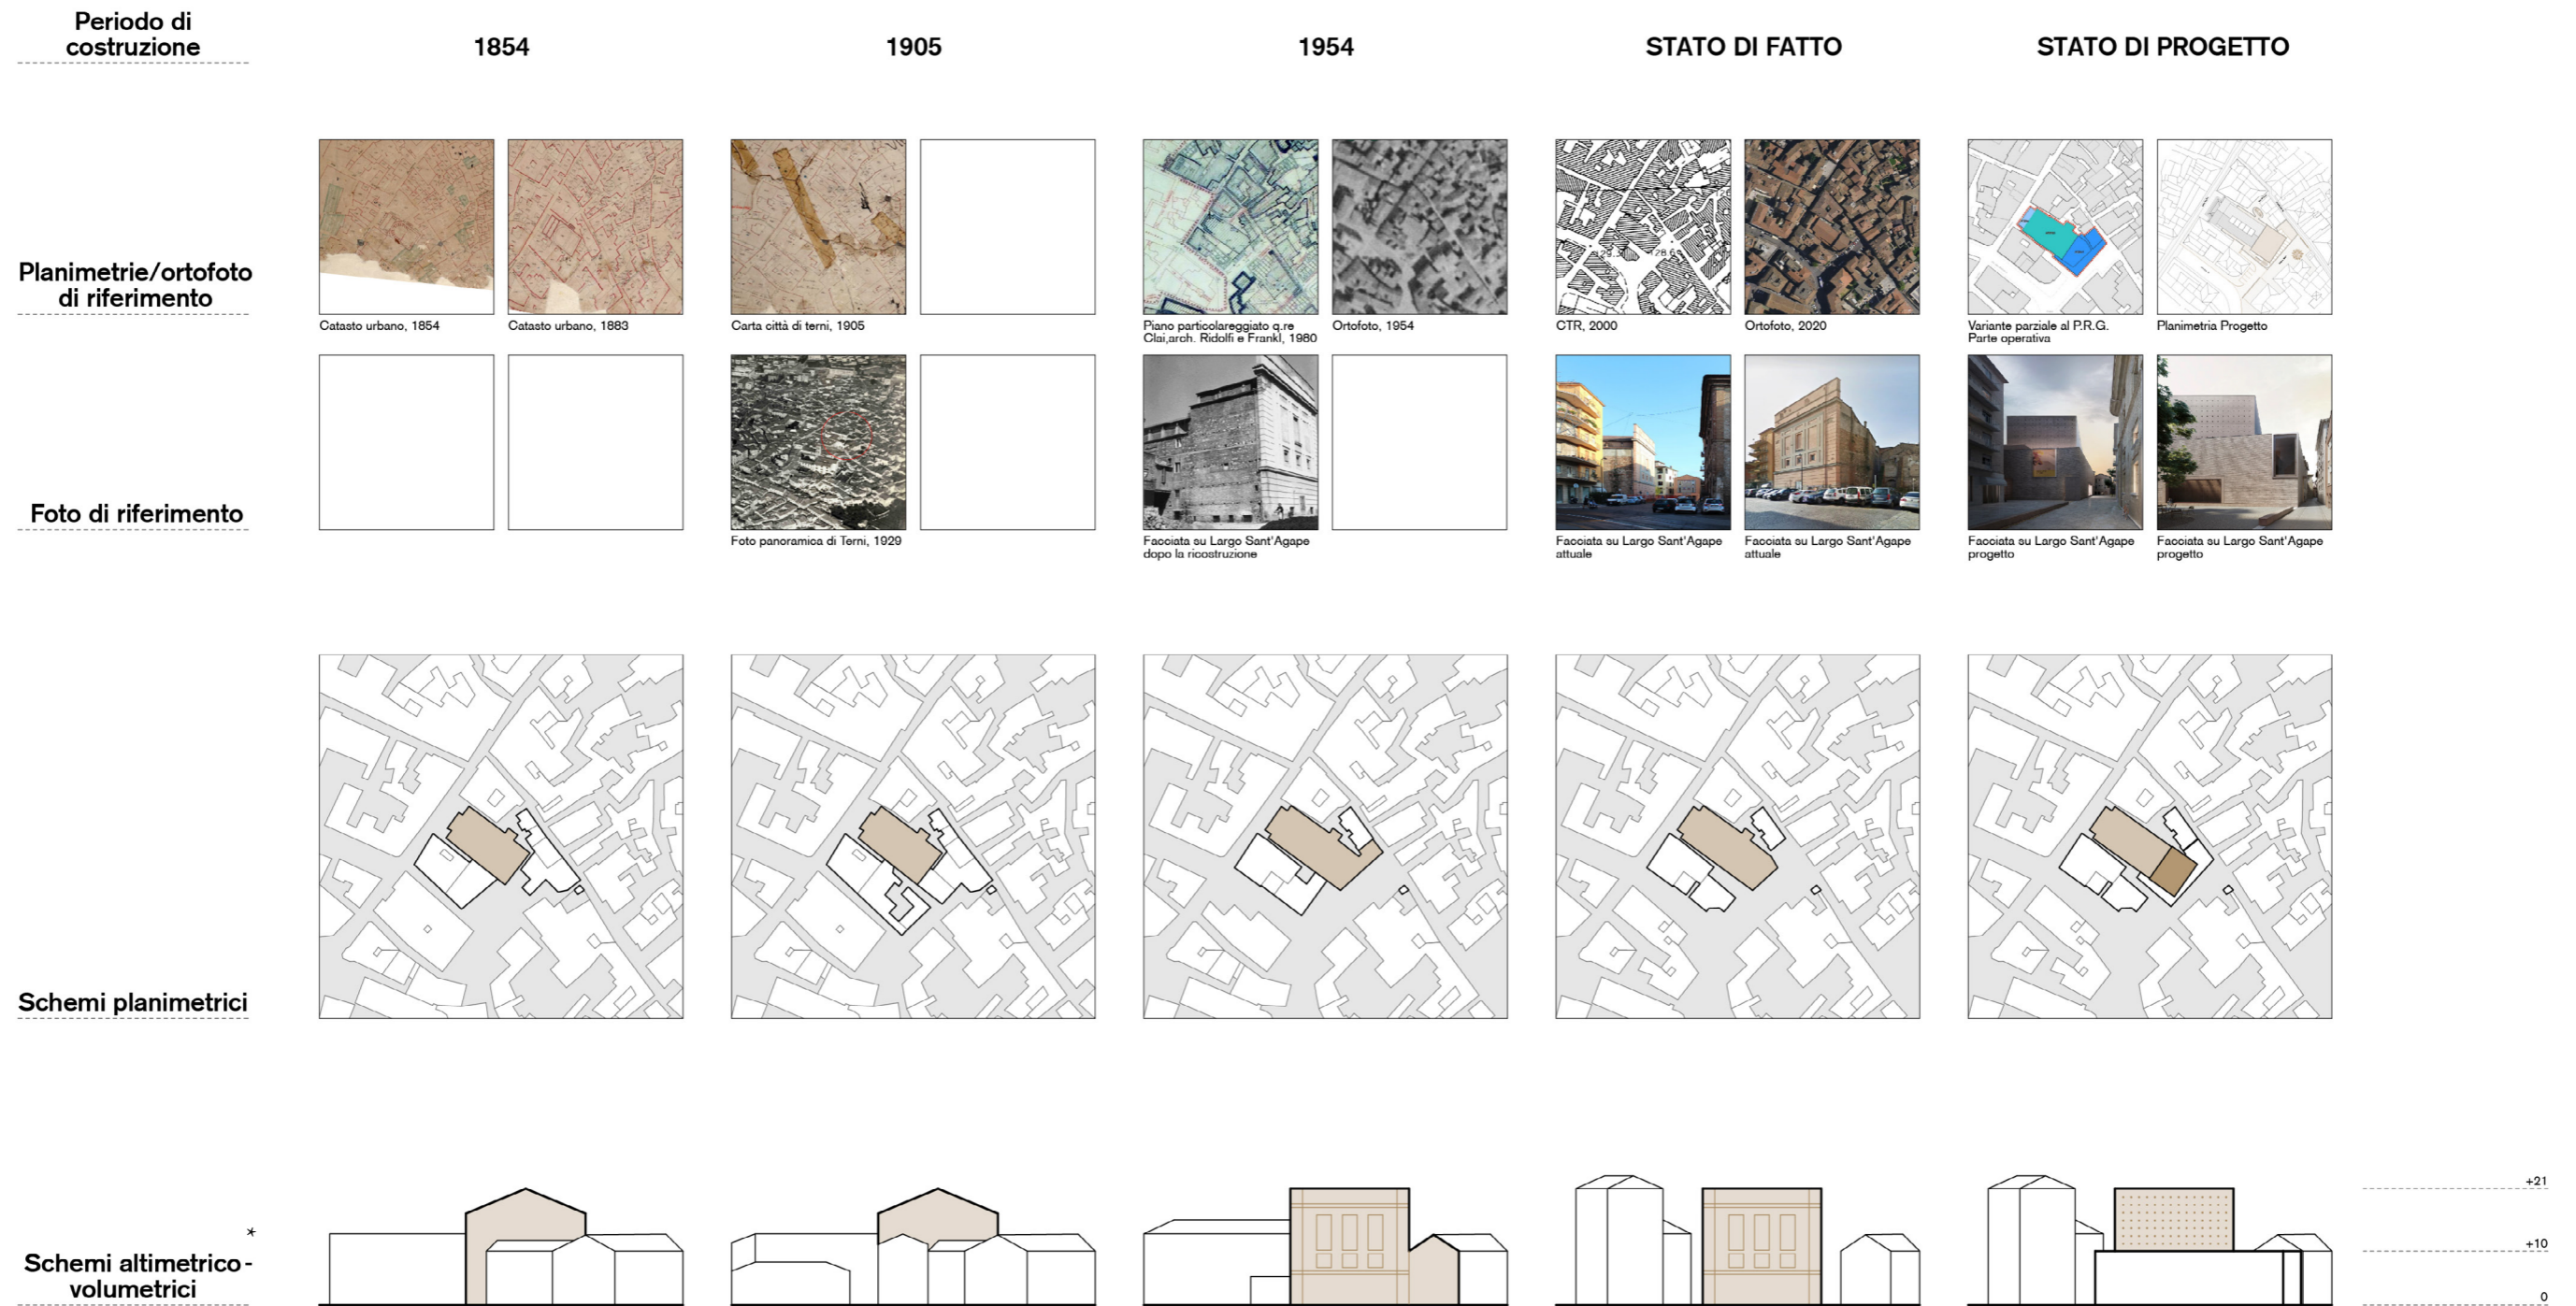 Periodo di
costruzione
1854
1905
1954
STATO DI FATTO
STATO DI PROGETTO
Planimetrie/ortofoto
di riferimento
Catasto urbano, 1854
Catasto urbano, 1883
Carta città di terni, 1905
Piano particolareggiato q.re
Clai,arch. Ridolfi e Frankl, 1980
Ortofoto, 1954
CTR, 2000
Ortofoto, 2020
Variante parziale al P.R.G.
Parte operativa
Planimetria Progetto
Foto di riferimento
Foto panoramica di Terni, 1929
Facciata su Largo Sant'Agape
dopo la ricostruzione
Facciata su Largo Sant'Agape
attuale
Facciata su Largo Sant'Agape
attuale
Facciata su Largo Sant'Agape
progetto
Facciata su Largo Sant'Agape
progetto
Schemi planimetrici
*
Schemi altimetrico-
volumetrici
+21
+10
0